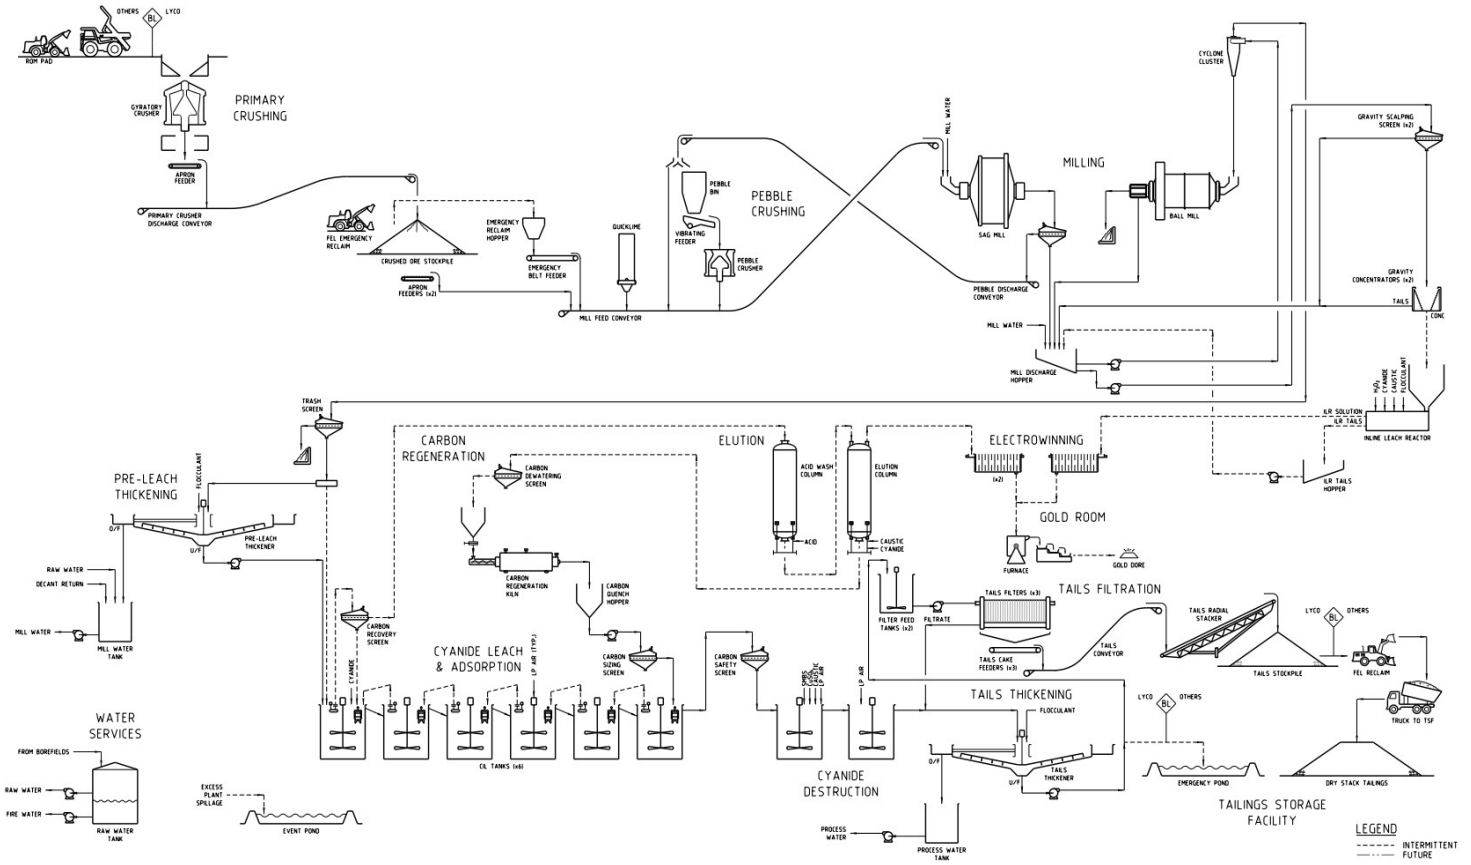 OTHERS
BL
LYCO
ROM PAD
GYRATORY
CRUSHER
PRIMARY
CRUSHING
APRON
FEEDER
PRIMARY CRUSHER
DISCHARGE CONVEYOR
FEL EMERGENCY
RECLAIM
CRUSHED ORE STOCKPILE
APRON
FEEDERS (x2)
EMERGENCY
RECLAIM
HOPPER
EMERGENCY
BELT FEEDER
QUICKLIME
MILL FEED CONVEYOR
PEBBLE
BIN
VIBRATING
FEEDER
PEBBLE
CRUSHER
PEBBLE
CRUSHING
MILL WATER
SAG MILL
PEBBLE DISCHARGE
CONVEYOR
MILLING
BALL MILL
CYCLONE
CLUSTER
GRAVITY SCALPING
SCREEN (x2)
GRAVITY
CONCENTRATORS (x2)
TAILS
CONC
MILL WATER
MILL DISCHARGE
HOPPER
H2O2
CYANIDE
CAUSTIC
FLOCCULANT
ILR SOLUTION
ILR TAILS
INLINE LEACH REACTOR
ILR TAILS
HOPPER
TRASH
SCREEN
PRE-LEACH
THICKENING
FLOCCULANT
O/F
U/F
PRE-LEACH
THICKENER
RAW WATER
DECANT RETURN
MILL WATER
MILL WATER
TANK
CARBON
REGENERATION
CARBON
DEWATERING
SCREEN
CARBON
REGENERATION
KILN
CARBON
QUENCH
HOPPER
CARBON
SIZING
SCREEN
ELUTION
ACID WASH
COLUMN
ACID
ELUTION
COLUMN
CAUSTIC
CYANIDE
ELECTROWINNING
(x2)
GOLD ROOM
FURNACE
GOLD DORE
CARBON
RECOVERY
SCREEN
CYANIDE
CYANIDE LEACH
& ADSORPTION
LP AIR (TYP.)
CIL TANKS (x6)
CARBON
SAFETY
SCREEN
SMBS
CuSO4
CAUSTIC
LP AIR
LP AIR
CYANIDE
DESTRUCTION
FILTER FEED
TANKS (x2)
FILTRATE
TAILS FILTERS (x3)
TAILS CAKE
FEEDERS (x3)
TAILS FILTRATION
TAILS
CONVEYOR
TAILS RADIAL
STACKER
TAILS STOCKPILE
LYCO
BL
OTHERS
FEL RECLAIM
TRUCK TO TSF
TAILS THICKENING
FLOCCULANT
O/F
U/F
TAILS
THICKENER
PROCESS
WATER
PROCESS WATER
TANK
LYCO
BL
OTHERS
EMERGENCY POND
DRY STACK TAILINGS
TAILINGS STORAGE
FACILITY
WATER
SERVICES
FROM BOREFIELDS
RAW WATER
FIRE WATER
RAW WATER
TANK
EXCESS
PLANT
SPILLAGE
EVENT POND
LEGEND
INTERMITTENT
FUTURE